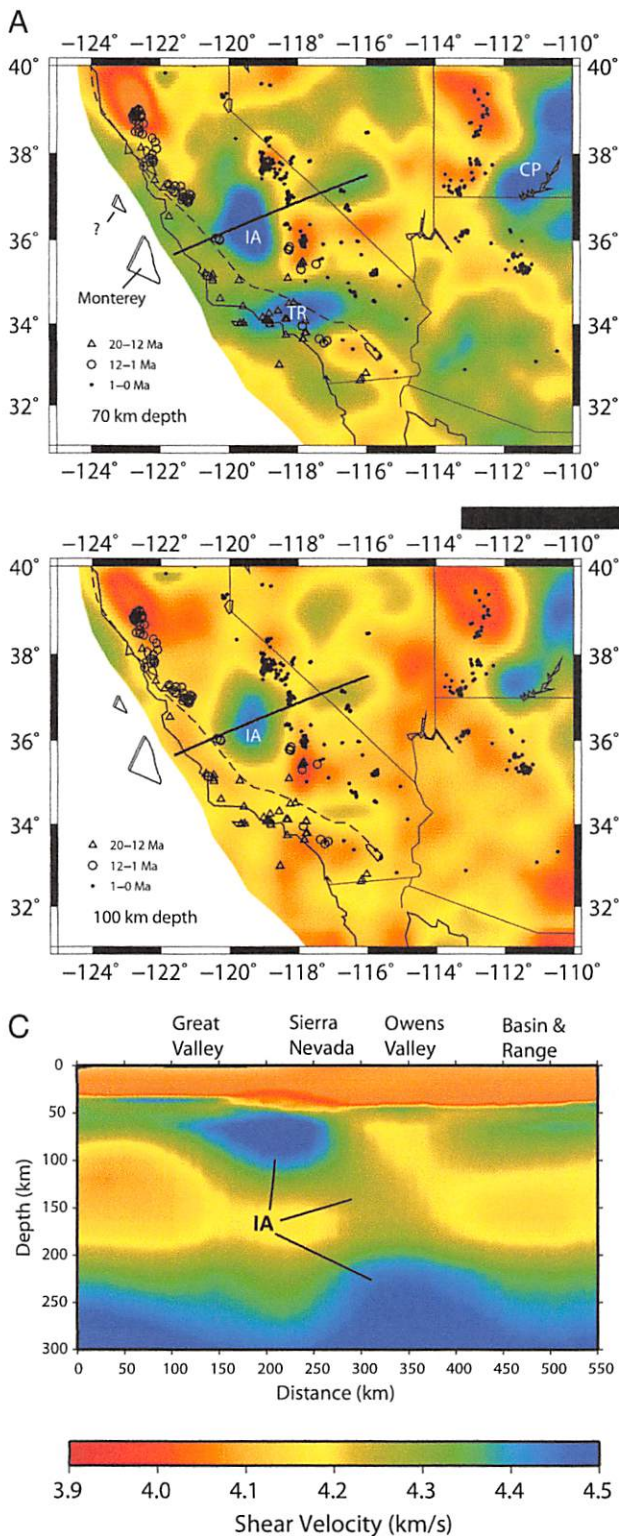 A
−124° −122° −120° −118° −116° −114° −112° −110°
40°
38°
36°
34°
32°
CP
IA
TR
?
Monterey
20–12 Ma
12–1 Ma
1–0 Ma
70 km depth
−124° −122° −120° −118° −116° −114° −112° −110°
−124° −122° −120° −118° −116° −114° −112° −110°
40°
38°
36°
34°
32°
40°
38°
36°
34°
32°
IA
20–12 Ma
12–1 Ma
1–0 Ma
100 km depth
−124° −122° −120° −118° −116° −114° −112° −110°
C
Great Valley
Sierra Nevada
Owens Valley
Basin & Range
0
50
100
150
200
250
300
Depth (km)
IA
0 50 100 150 200 250 300 350 400 450 500 550
Distance (km)
3.9 4.0 4.1 4.2 4.3 4.4 4.5
Shear Velocity (km/s)